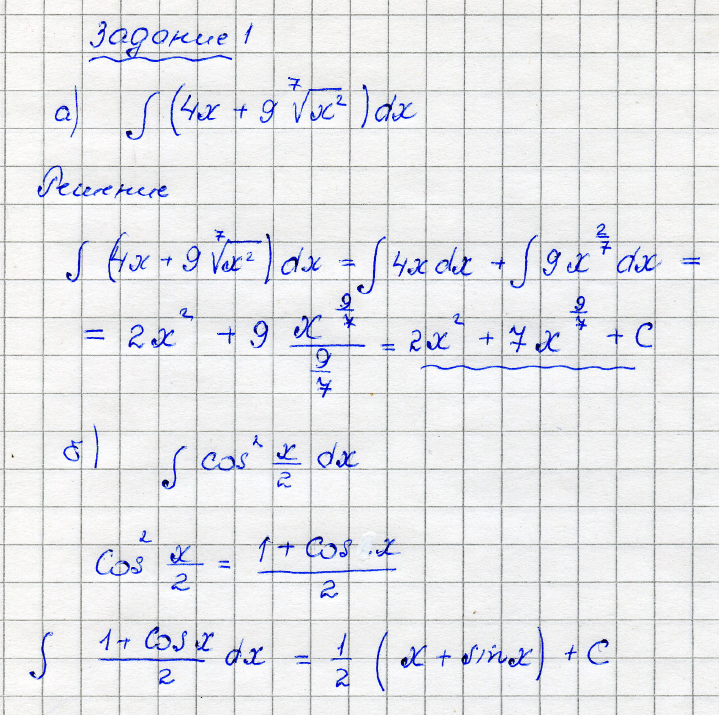 Задание 1
а) ∫ (4x + 9 ⁷√x²) dx
Решение
∫ (4x + 9 ⁷√x²) dx = ∫ 4x dx + ∫ 9x^(2/7) dx =
= 2x² + 9 x^(9/7) / (9/7) = 2x² + 7x^(9/7) + C
б) ∫ cos² x/2 dx
Cos² x/2 = (1 + cos x)/2
∫ (1 + cos x)/2 dx = 1/2 (x + sin x) + C